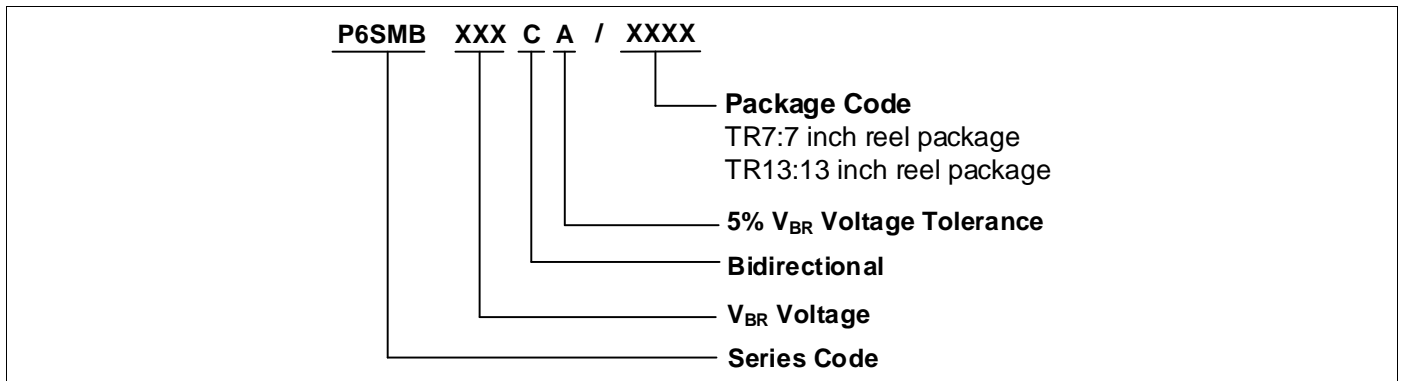 P6SMB XXX C A / XXXX
Package Code
TR7:7 inch reel package
TR13:13 inch reel package
5% VBR Voltage Tolerance
Bidirectional
VBR Voltage
Series Code